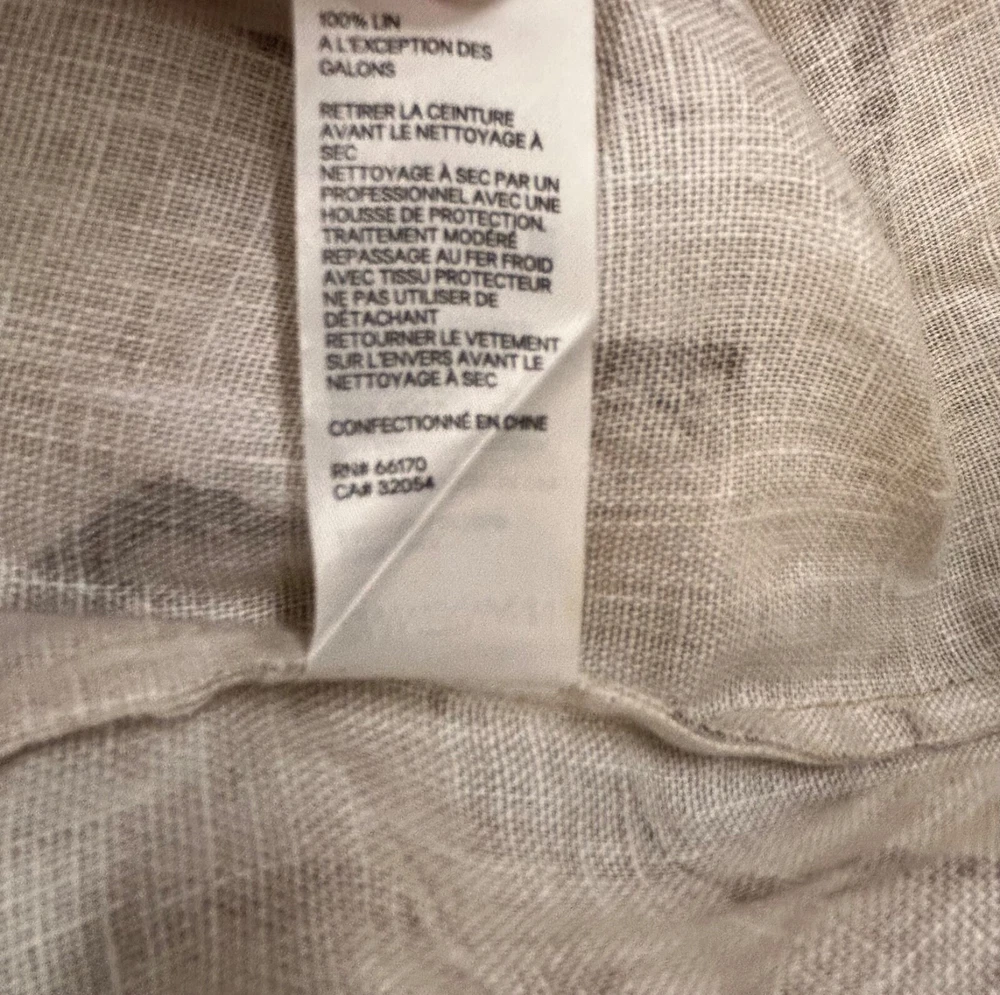 100% LIN
A L'EXCEPTION DES
GALONS
RETIRER LA CEINTURE
AVANT LE NETTOYAGE À
SEC
NETTOYAGE À SEC PAR UN
PROFESSIONNEL AVEC UNE
HOUSSE DE PROTECTION.
TRAITEMENT MODÉRÉ
REPASSAGE AU FER FROID
AVEC TISSU PROTECTEUR
NE PAS UTILISER DE
DÉTACHANT
RETOURNER LE VETEMENT
SUR L'ENVERS AVANT LE
NETTOYAGE À SEC
CONFECTIONNÉ EN CHINE
RN# 66170
CA# 32054